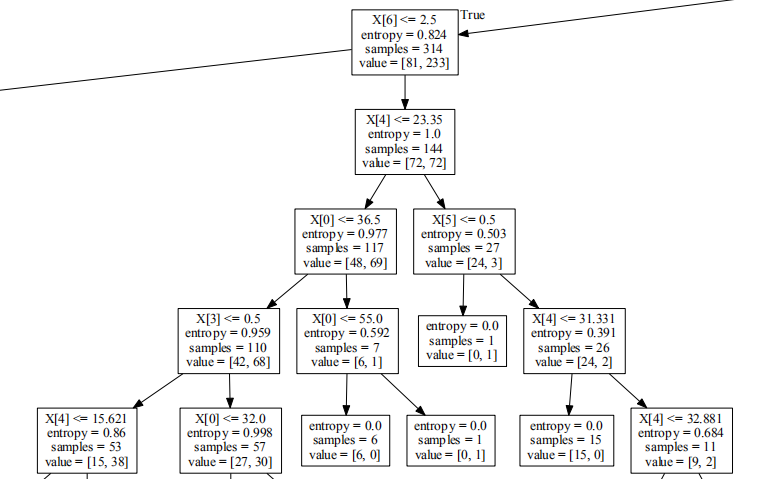 True
X[6] <= 2.5
entropy = 0.824
samples = 314
value = [81, 233]
X[4] <= 23.35
entropy = 1.0
samples = 144
value = [72, 72]
X[0] <= 36.5
entropy = 0.977
samples = 117
value = [48, 69]
X[5] <= 0.5
entropy = 0.503
samples = 27
value = [24, 3]
X[3] <= 0.5
entropy = 0.959
samples = 110
value = [42, 68]
X[0] <= 55.0
entropy = 0.592
samples = 7
value = [6, 1]
entropy = 0.0
samples = 1
value = [0, 1]
X[4] <= 31.331
entropy = 0.391
samples = 26
value = [24, 2]
X[4] <= 15.621
entropy = 0.86
samples = 53
value = [15, 38]
X[0] <= 32.0
entropy = 0.998
samples = 57
value = [27, 30]
entropy = 0.0
samples = 6
value = [6, 0]
entropy = 0.0
samples = 1
value = [0, 1]
entropy = 0.0
samples = 15
value = [15, 0]
X[4] <= 32.881
entropy = 0.684
samples = 11
value = [9, 2]